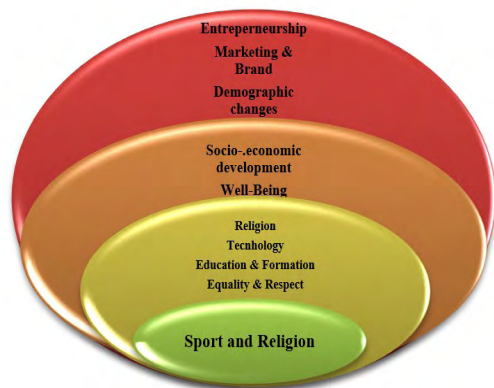 Entreperneurship
Marketing &
Brand
Demographic
changes
Socio-.economic
development
Well-Being
Religion
Tecnhology
Education & Formation
Equality & Respect
Sport and Religion